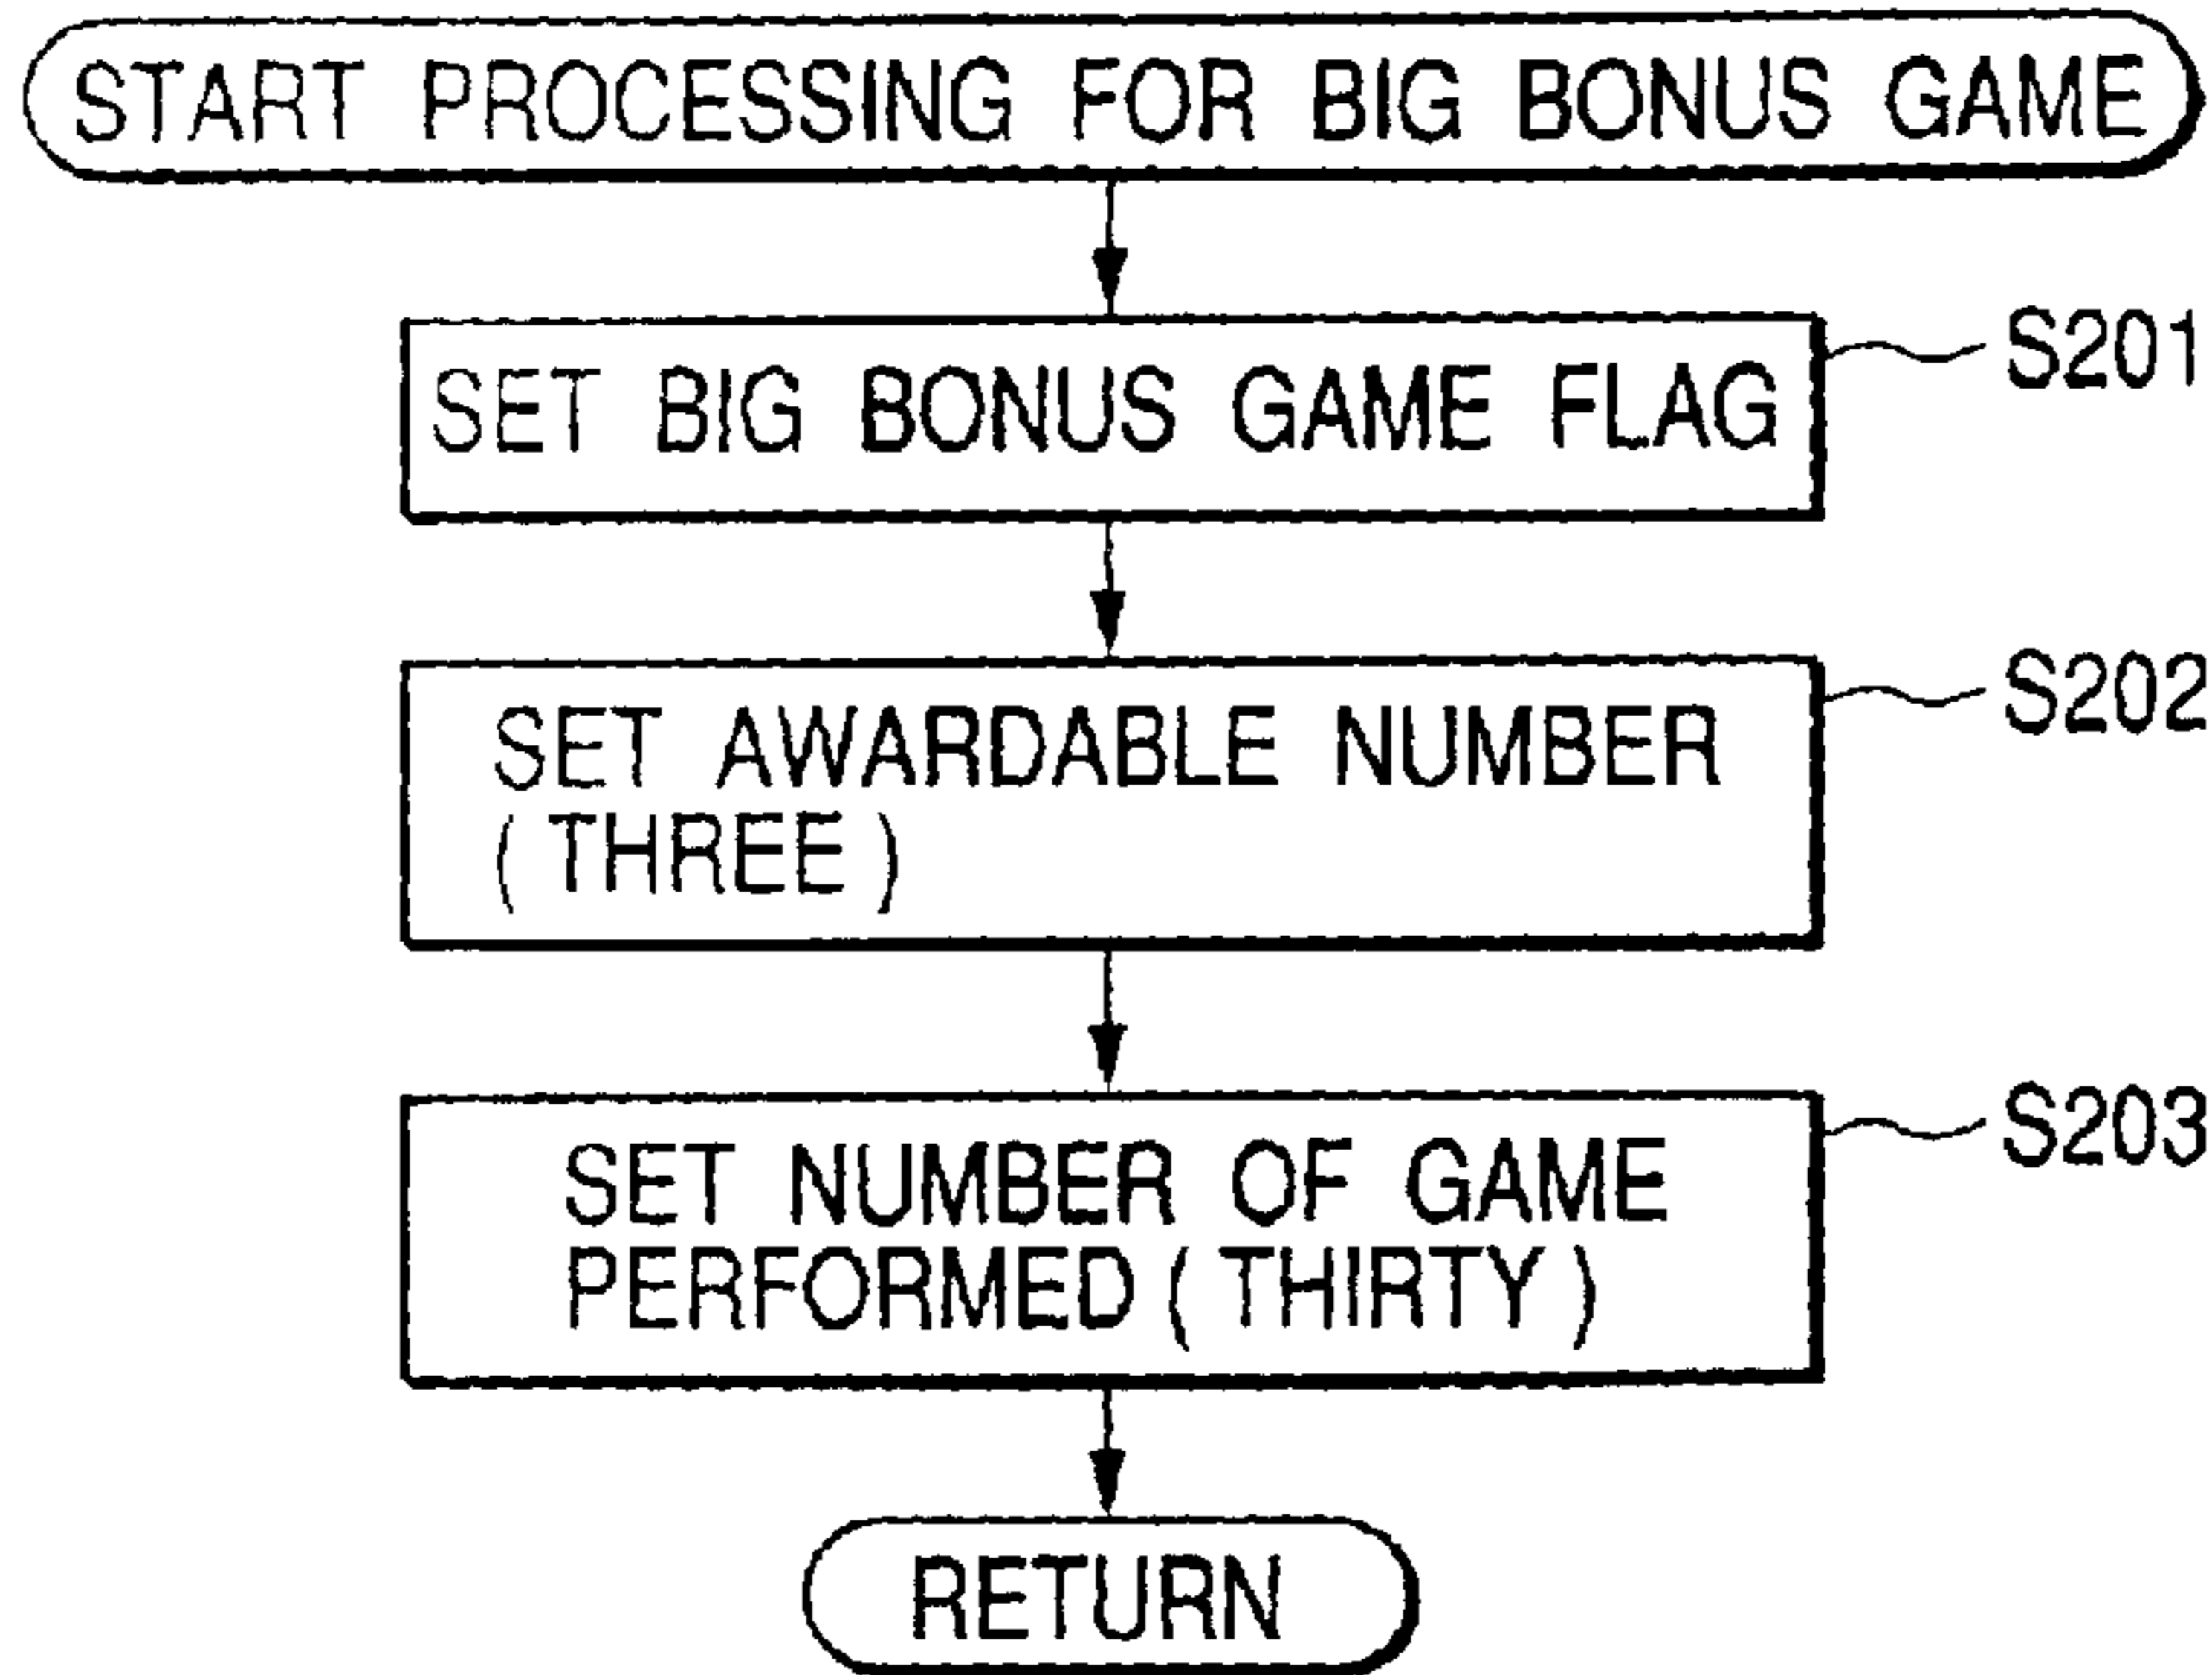 START PROCESSING FOR BIG BONUS GAME
SET BIG BONUS GAME FLAG
S201
SET AWARDABLE NUMBER
(THREE)
S202
SET NUMBER OF GAME
PERFORMED (THIRTY)
S203
RETURN